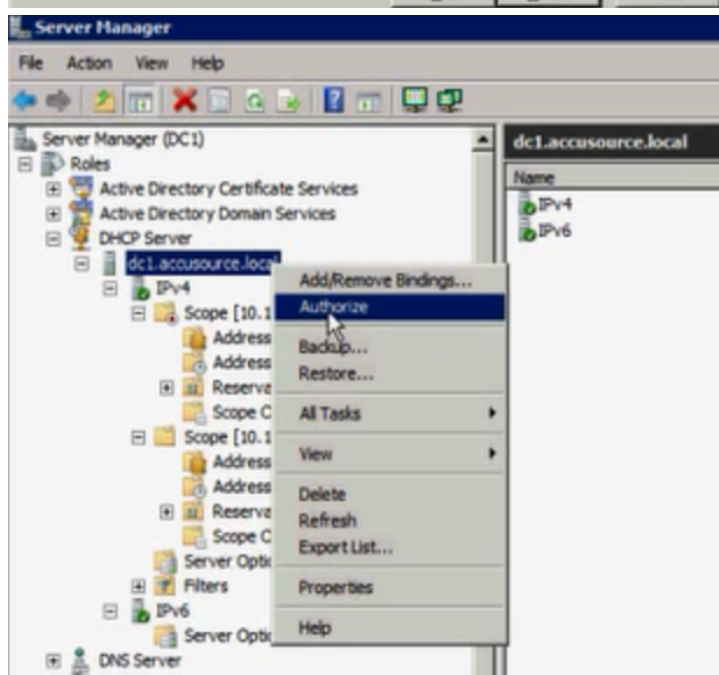 Server Manager
File Action View Help
Server Manager (DC1)
Roles
Active Directory Certificate Services
Active Directory Domain Services
DHCP Server
dc1.accusource.local
IPv4
Scope [10.1
Address
Address
Reserva
Scope O
Scope [10.1
Address
Address
Reserva
Scope O
Server Optio
Filters
IPv6
Server Optio
DNS Server
Add/Remove Bindings...
Authorize
Backup...
Restore...
All Tasks
View
Delete
Refresh
Export List...
Properties
Help
dc1.accusource.local
Name
IPv4
IPv6